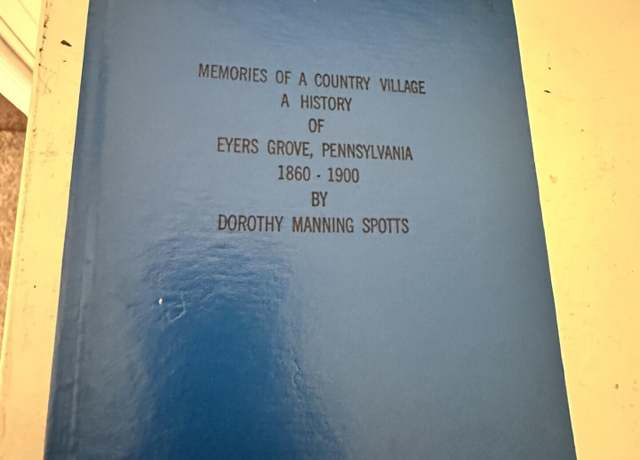 MEMORIES OF A COUNTRY VILLAGE
A HISTORY
OF
EYERS GROVE, PENNSYLVANIA
1860 - 1900
BY
DOROTHY MANNING SPOTTS